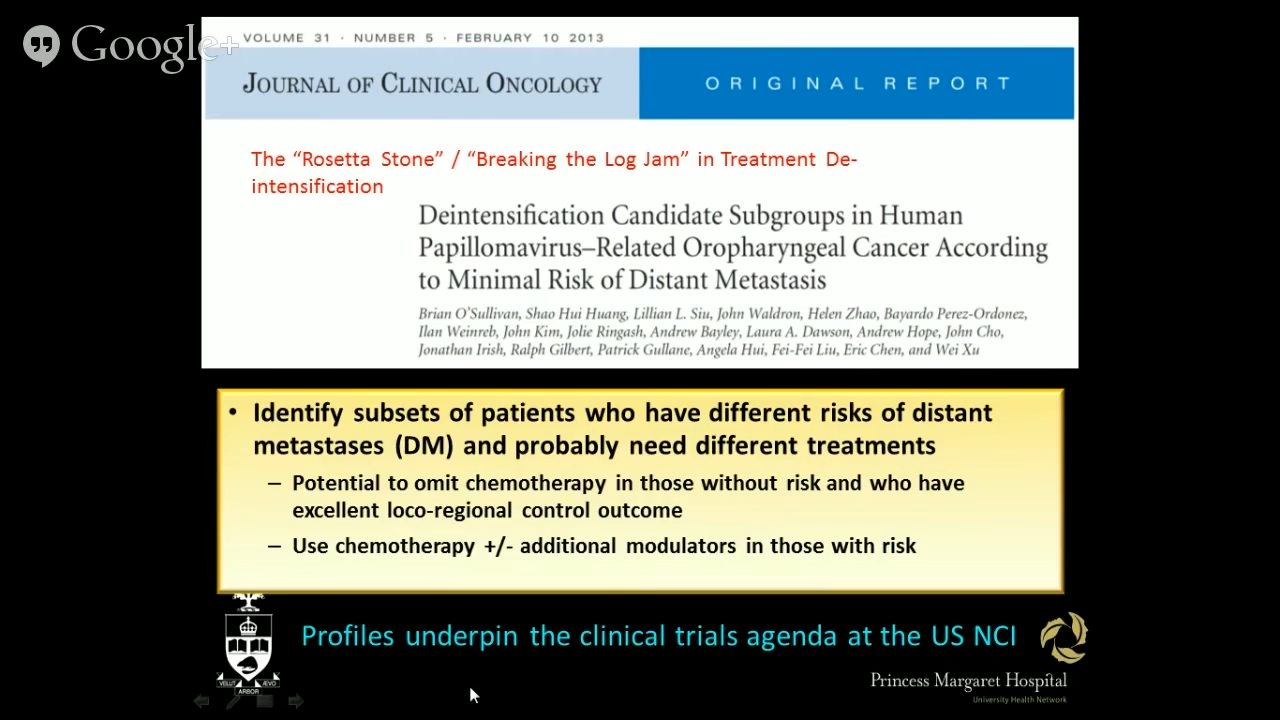 Google+
VOLUME 31 · NUMBER 5 · FEBRUARY 10 2013
JOURNAL OF CLINICAL ONCOLOGY
ORIGINAL REPORT
The “Rosetta Stone” / “Breaking the Log Jam” in Treatment De-
intensification
Deintensification Candidate Subgroups in Human
Papillomavirus–Related Oropharyngeal Cancer According
to Minimal Risk of Distant Metastasis
Brian O’Sullivan, Shao Hui Huang, Lillian L. Siu, John Waldron, Helen Zhao, Bayardo Perez-Ordonez,
Ilan Weinreb, John Kim, Jolie Ringash, Andrew Bayley, Laura A. Dawson, Andrew Hope, John Cho,
Jonathan Irish, Ralph Gilbert, Patrick Gullane, Angela Hui, Fei-Fei Liu, Eric Chen, and Wei Xu
• Identify subsets of patients who have different risks of distant
metastases (DM) and probably need different treatments
– Potential to omit chemotherapy in those without risk and who have
excellent loco-regional control outcome
– Use chemotherapy +/- additional modulators in those with risk
Profiles underpin the clinical trials agenda at the US NCI
VELUT ÆVO
ARBOR
Princess Margaret Hospital
University Health Network